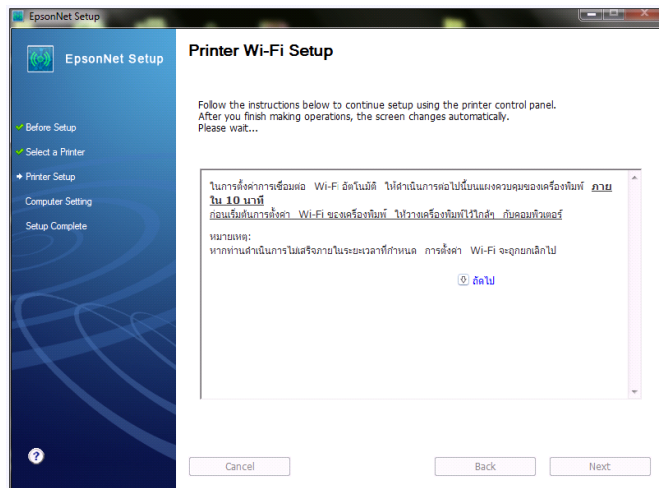 EpsonNet Setup
EpsonNet Setup
Printer Wi-Fi Setup
Follow the instructions below to continue setup using the printer control panel.
After you finish making operations, the screen changes automatically.
Please wait...
Before Setup
Select a Printer
Printer Setup
Computer Setting
Setup Complete
ในการตั้งค่าการเชื่อมต่อ Wi-Fi อัตโนมัติ ให้ดำเนินการต่อไปนี้บนแผงควบคุมของเครื่องพิมพ์ ภาย
ใน 10 นาที
ก่อนเริ่มต้นการตั้งค่า Wi-Fi ของเครื่องพิมพ์ ให้วางเครื่องพิมพ์ไว้ใกล้ๆ กับคอมพิวเตอร์
หมายเหตุ:
หากท่านดำเนินการไม่เสร็จภายในระยะเวลาที่กำหนด การตั้งค่า Wi-Fi จะถูกยกเลิกไป
ถัดไป
?
Cancel
Back
Next